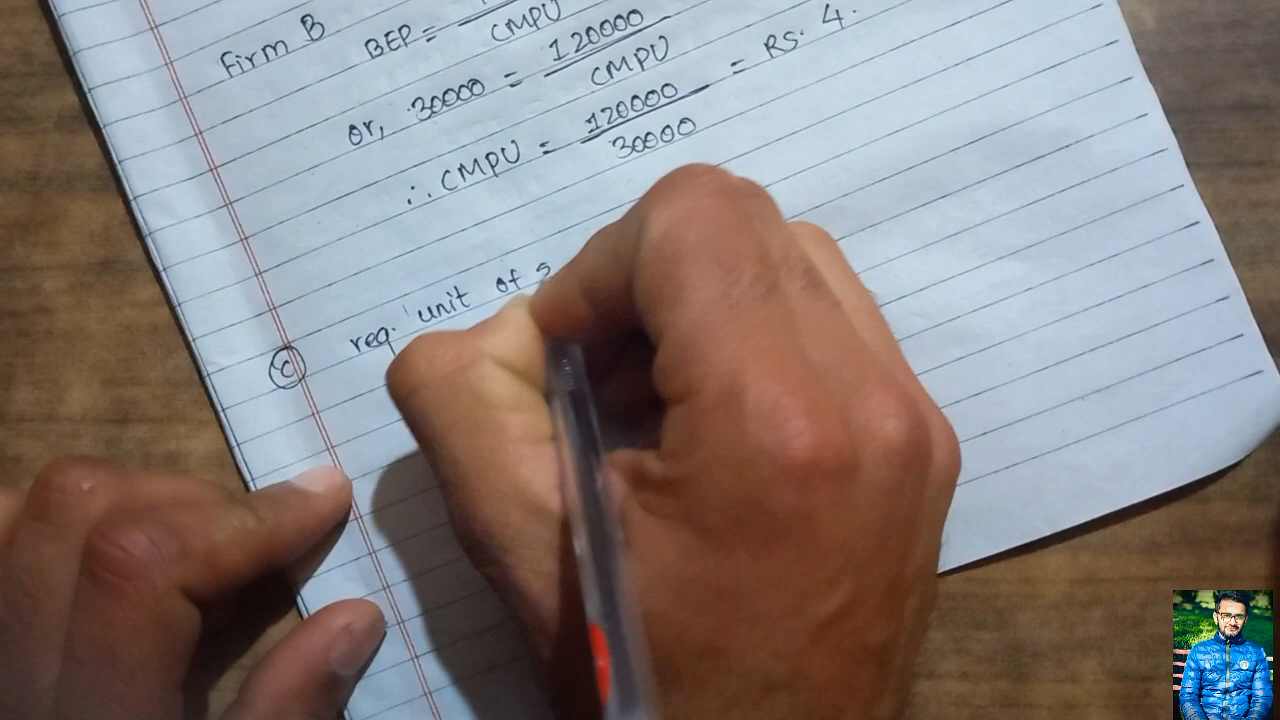 Firm B
BEP =
CMPU
or, 30000 = 120000
CMPU
∴ CMPU = 120000 = RS. 4.
30000
(c) req. unit of s